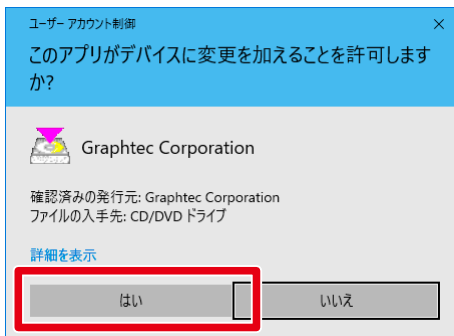 ユーザー アカウント制御
このアプリがデバイスに変更を加えることを許可します
か?
Graphtec Corporation
確認済みの発行元: Graphtec Corporation
ファイルの入手先: CD/DVD ドライブ
詳細を表示
はい
いいえ